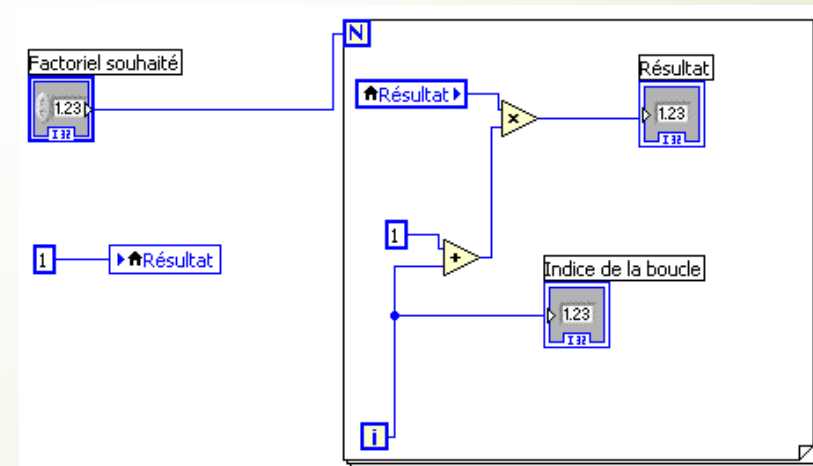 N
Factoriel souhaité
1.23
I32
Résultat
Résultat
×
1.23
I32
1
Résultat
1
+
Indice de la boucle
1.23
I32
i